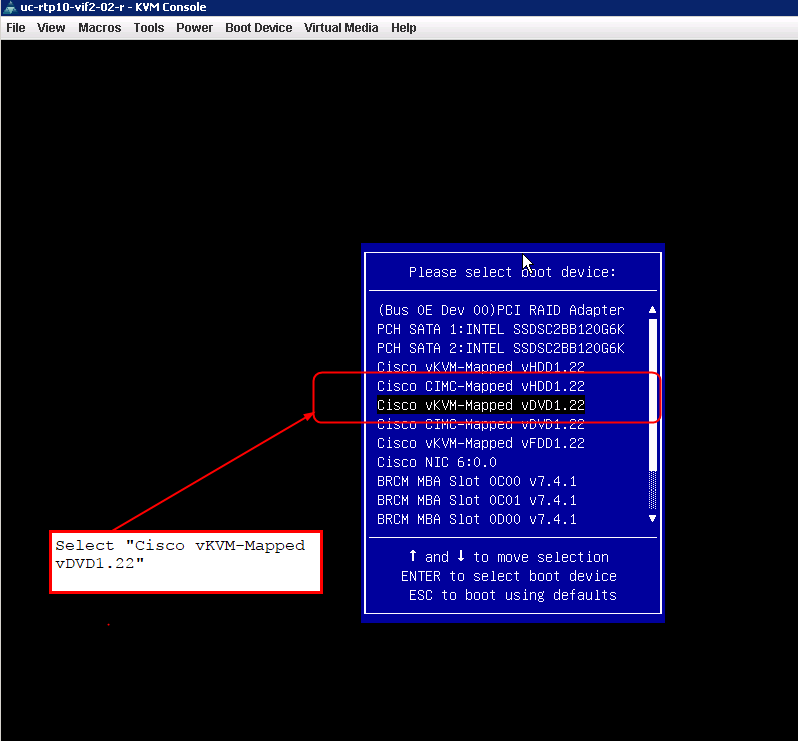 uc-rtp10-vif2-02-r - KVM Console
File View Macros Tools Power Boot Device Virtual Media Help
Please select boot device:
(Bus 0E Dev 00)PCI RAID Adapter
PCH SATA 1:INTEL SSDSC2BB120G6K
PCH SATA 2:INTEL SSDSC2BB120G6K
Cisco vKVM-Mapped vHDD1.22
Cisco CIMC-Mapped vHDD1.22
Cisco vKVM-Mapped vDVD1.22
Cisco CIMC-Mapped vDVD1.22
Cisco vKVM-Mapped vFDD1.22
Cisco NIC 6:0.0
BRCM MBA Slot 0C00 v7.4.1
BRCM MBA Slot 0C01 v7.4.1
BRCM MBA Slot 0D00 v7.4.1
↑ and ↓ to move selection
ENTER to select boot device
ESC to boot using defaults
Select "Cisco vKVM-Mapped
vDVD1.22"